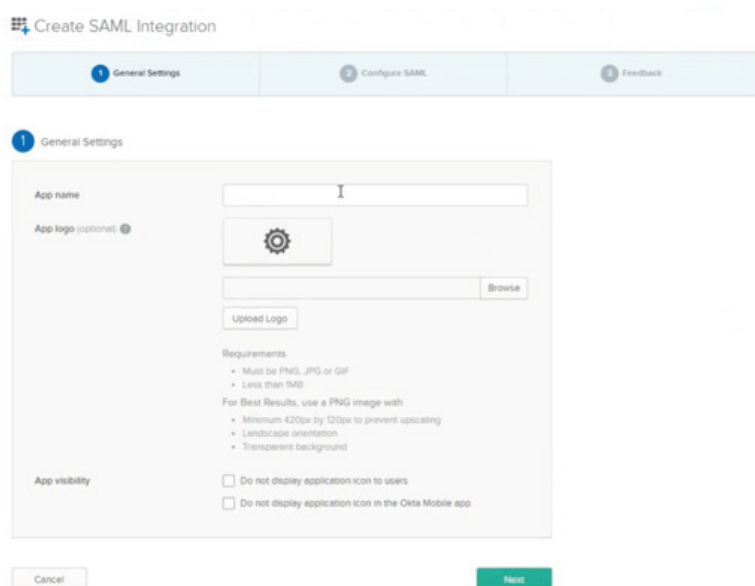 Create SAML Integration
1 General Settings
2 Configure SAML
3 Feedback
1 General Settings
App name
App logo (optional) ?
Browse
Upload Logo
Requirements
• Must be PNG, JPG or GIF
• Less than 1MB
For Best Results, use a PNG image with
• Minimum 420px by 120px to prevent upscaling
• Landscape orientation
• Transparent background
App visibility
Do not display application icon to users
Do not display application icon in the Okta Mobile app
Cancel
Next